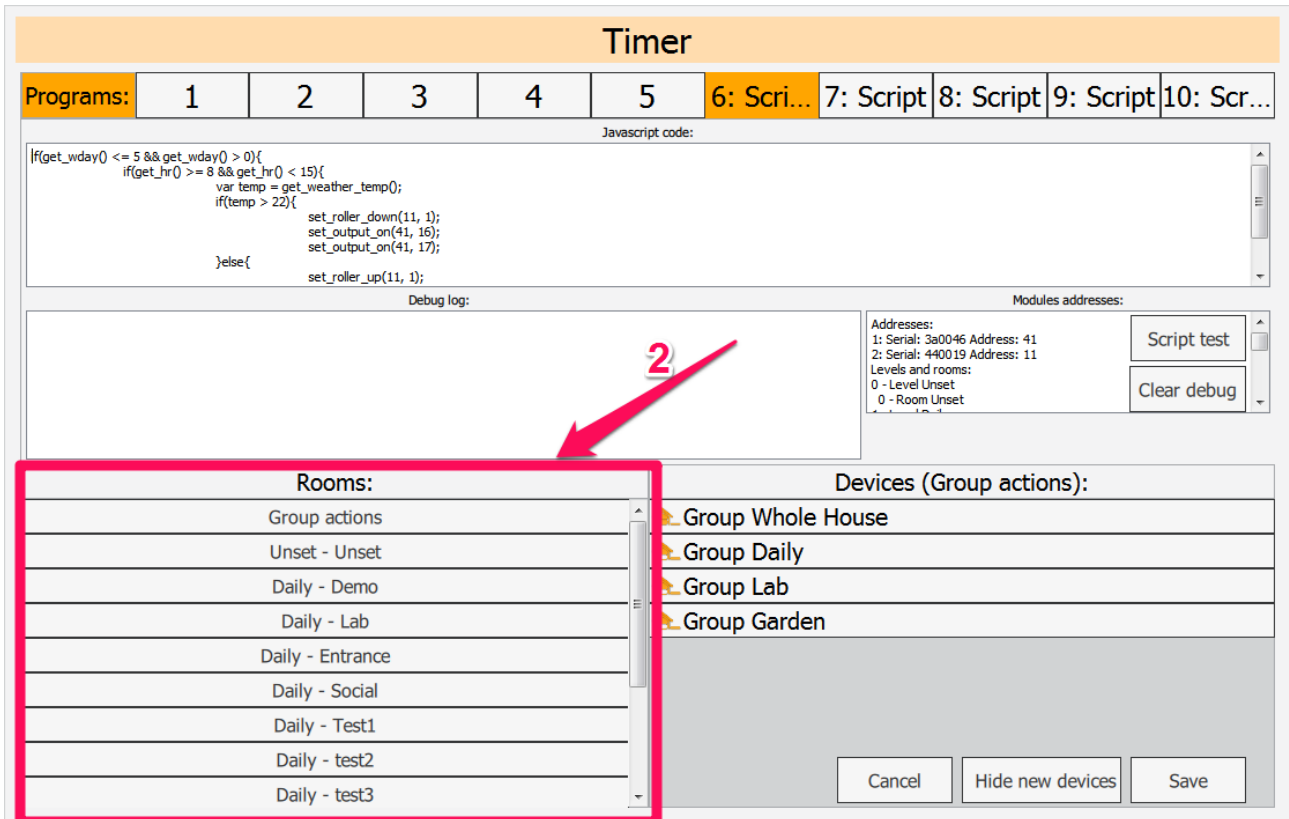 Timer
Programs: 1 2 3 4 5 6: Scri... 7: Script 8: Script 9: Script 10: Scr...
Javascript code:
if(get_wday() <= 5 && get_wday() > 0){
if(get_hr() >= 8 && get_hr() < 15){
var temp = get_weather_temp();
if(temp > 22){
set_roller_down(11, 1);
set_output_on(41, 16);
set_output_on(41, 17);
}else{
set_roller_up(11, 1);
Debug log:
Modules addresses:
Addresses:
1: Serial: 3a0046 Address: 41
2: Serial: 440019 Address: 11
Levels and rooms:
0 - Level Unset
0 - Room Unset
Script test
Clear debug
2
Rooms:
Group actions
Unset - Unset
Daily - Demo
Daily - Lab
Daily - Entrance
Daily - Social
Daily - Test1
Daily - test2
Daily - test3
Devices (Group actions):
Group Whole House
Group Daily
Group Lab
Group Garden
Cancel Hide new devices Save